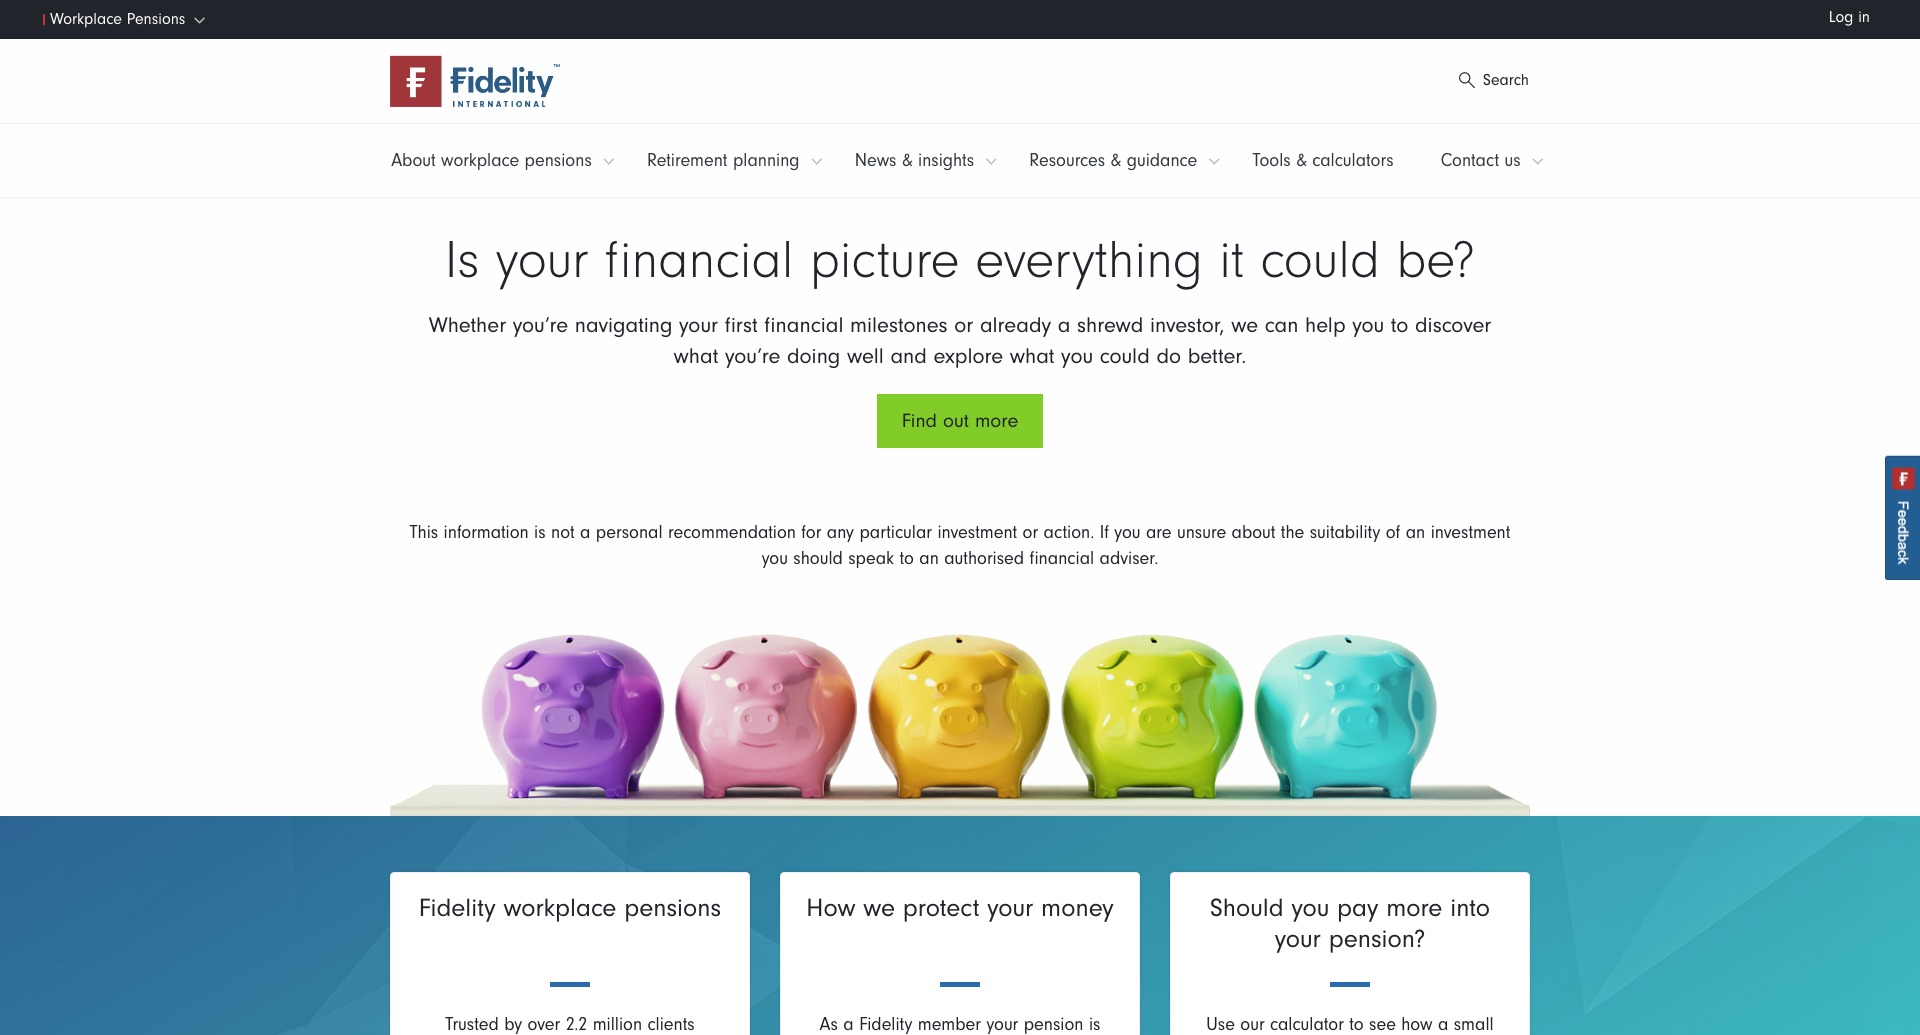 Workplace Pensions
Log in
Fidelity™
INTERNATIONAL
Search
About workplace pensions
Retirement planning
News & insights
Resources & guidance
Tools & calculators
Contact us
Is your financial picture everything it could be?
Whether you’re navigating your first financial milestones or already a shrewd investor, we can help you to discover
what you’re doing well and explore what you could do better.
Find out more
Feedback
This information is not a personal recommendation for any particular investment or action. If you are unsure about the suitability of an investment
you should speak to an authorised financial adviser.
Fidelity workplace pensions
Trusted by over 2.2 million clients
How we protect your money
As a Fidelity member your pension is
Should you pay more into
your pension?
Use our calculator to see how a small